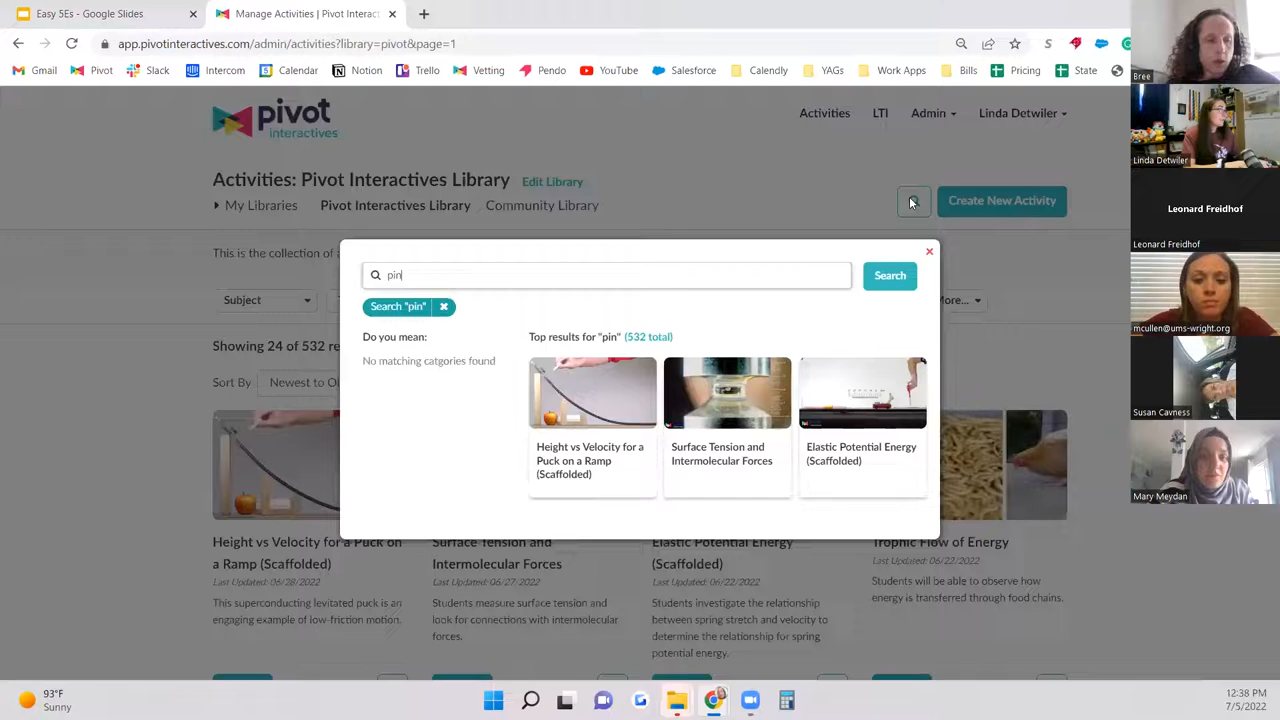 Easy 5Es - Google Slides
Manage Activities | Pivot Interact
app.pivotinteractives.com/admin/activities?library=pivot&page=1
Gmail Pivot Slack Intercom Calendar Notion Trello Vetting Pendo YouTube Salesforce Calendly YAGs Work Apps Bills Pricing State
pivot
interactives
Activities LTI Admin Linda Detwiler
Activities: Pivot Interactives Library Edit Library
My Libraries Pivot Interactives Library Community Library
Create New Activity
This is the collection of
pin
Search
Search "pin"
Subject
More...
Do you mean:
Top results for "pin" (532 total)
No matching catgories found
Showing 24 of 532
Sort By Newest to Ol
Height vs Velocity for a
Puck on a Ramp
(Scaffolded)
Surface Tension and
Intermolecular Forces
Elastic Potential Energy
(Scaffolded)
Height vs Velocity for a Puck on
a Ramp (Scaffolded)
Last Updated: 06/28/2022
This superconducting levitated puck is an
engaging example of low-friction motion.
Surface Tension and
Intermolecular Forces
Last Updated: 06/27/2022
Students measure surface tension and
look for connections with intermolecular
forces.
Elastic Potential Energy
(Scaffolded)
Last Updated: 06/22/2022
Students investigate the relationship
between spring stretch and velocity to
determine the relationship for spring
potential energy.
Trophic Flow of Energy
Last Updated: 06/22/2022
Students will be able to observe how
energy is transferred through food chains.
Bree
Linda Detwiler
Leonard Freidhof
Leonard Freidhof
mcullen@ums-wright.org
Susan Cavness
Mary Meydan
93°F
Sunny
12:38 PM
7/5/2022